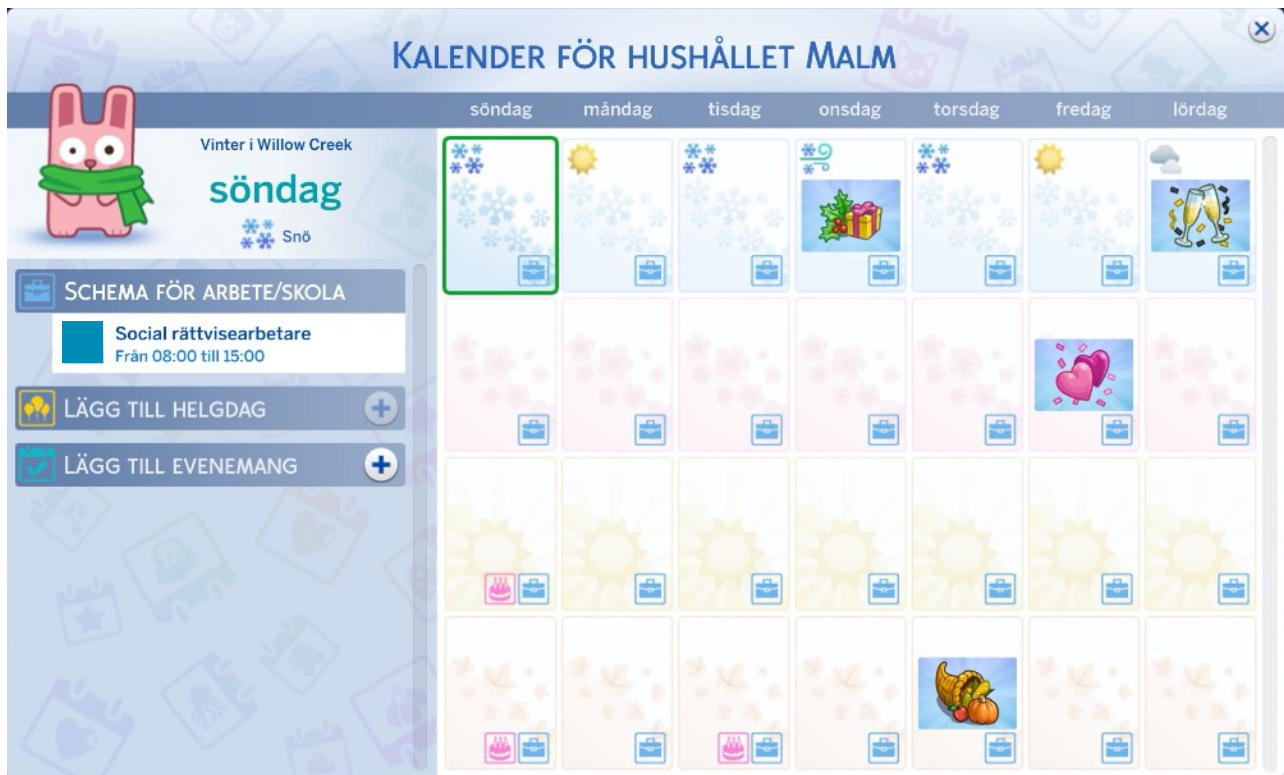 KALENDER FÖR HUSHÅLLET MALM
söndag måndag tisdag onsdag torsdag fredag lördag
Vinter i Willow Creek
söndag
Snö
SCHEMA FÖR ARBETE/SKOLA
Social rättvisearbetare
Från 08:00 till 15:00
LÄGG TILL HELGDAG
LÄGG TILL EVENEMANG